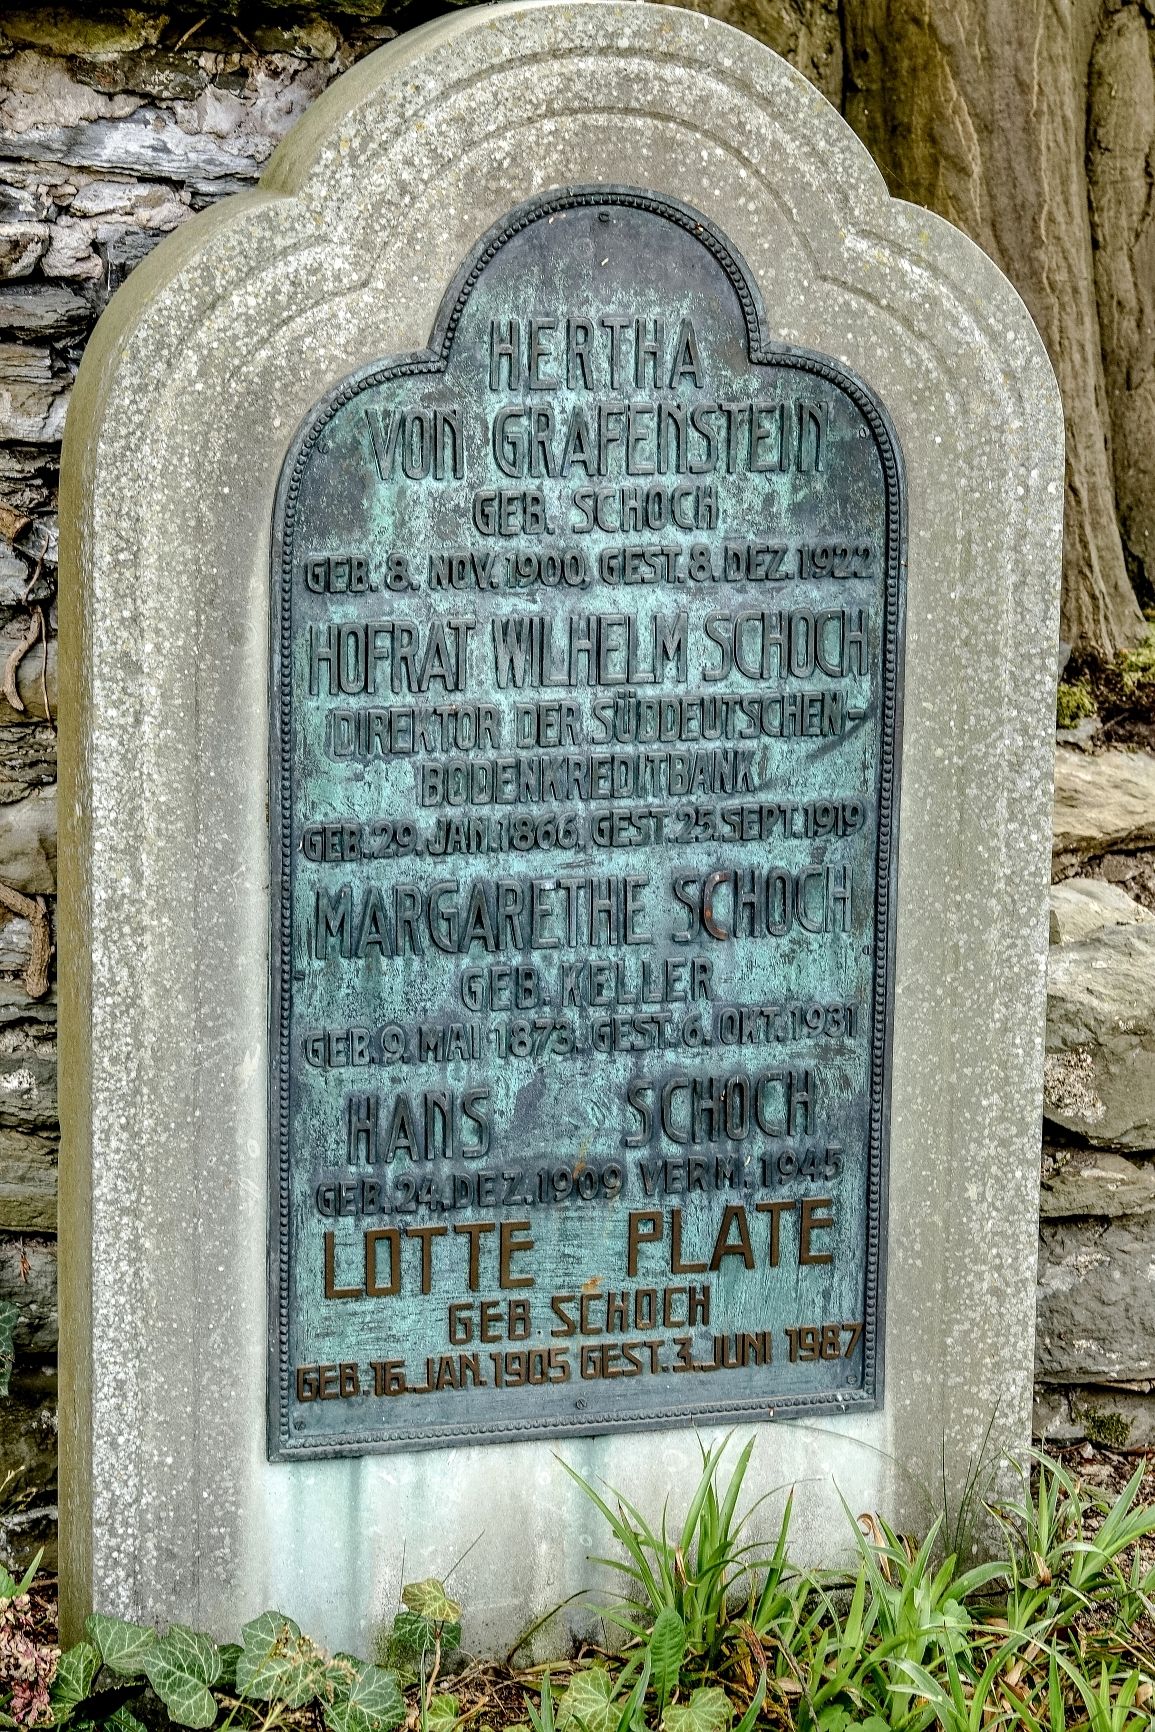 HERTHA
VON GRAFENSTEIN
GEB. SCHOCH
GEB. 8. NOV. 1900, GEST. 8. DEZ. 1922
HOFRAT WILHELM SCHOCH
DIREKTOR DER SÜDDEUTSCHEN-
BODENKREDITBANK
GEB. 29. JAN. 1866, GEST. 25. SEPT. 1919
MARGARETHE SCHOCH
GEB. KELLER
GEB. 9. MAI 1873. GEST. 6. OKT. 1931
HANS SCHOCH
GEB. 24. DEZ. 1909 VERM. 1945
LOTTE PLATE
GEB. SCHOCH
GEB. 16. JAN. 1905 GEST. 3. JUNI 1987